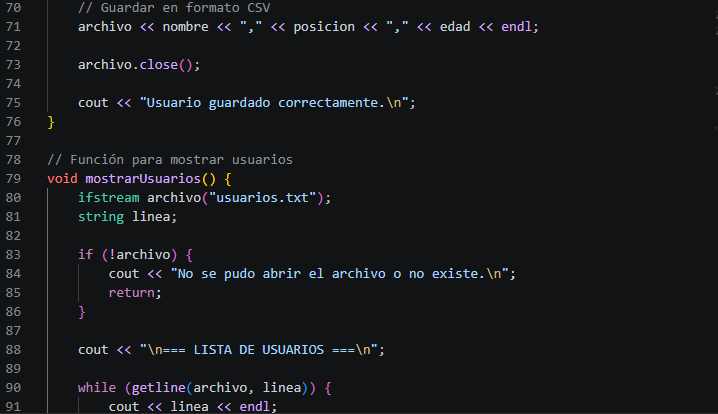 70 // Guardar en formato CSV
71 archivo << nombre << "," << posicion << "," << edad << endl;
72
73 archivo.close();
74
75 cout << "Usuario guardado correctamente.\n";
76 }
77
78 // Función para mostrar usuarios
79 void mostrarUsuarios() {
80 ifstream archivo("usuarios.txt");
81 string linea;
82
83 if (!archivo) {
84 cout << "No se pudo abrir el archivo o no existe.\n";
85 return;
86 }
87
88 cout << "\n=== LISTA DE USUARIOS ===\n";
89
90 while (getline(archivo, linea)) {
91 cout << linea << endl;